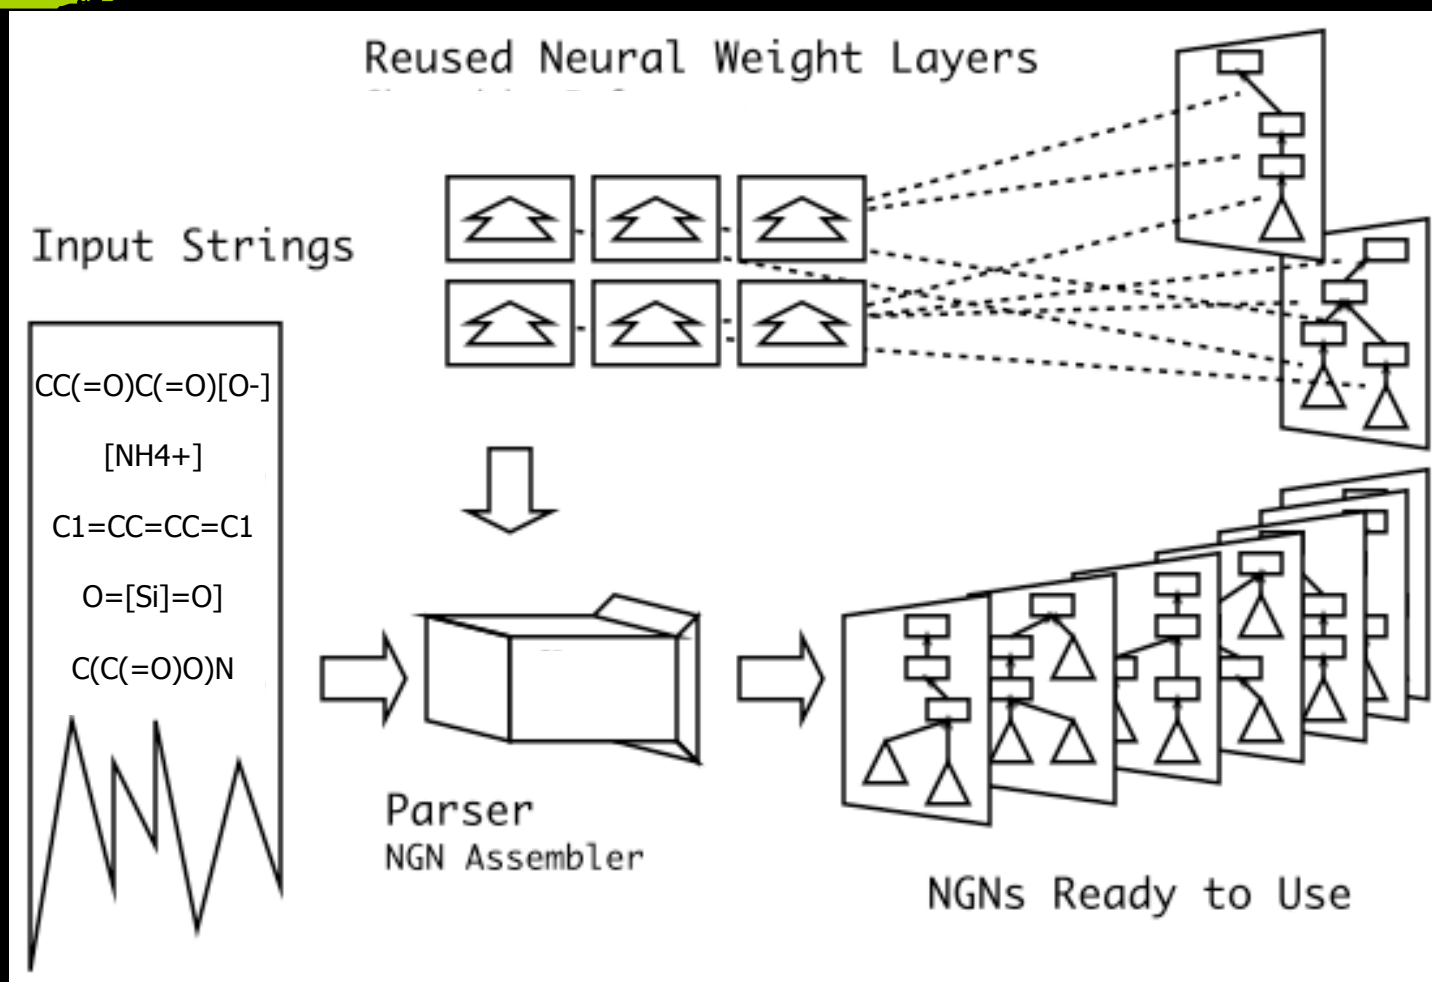 Reused Neural Weight Layers
Input Strings
CC(=O)C(=O)[O-]
[NH4+]
C1=CC=CC=C1
O=[Si]=O]
C(C(=O)O)N
Parser
NGN Assembler
NGNs Ready to Use